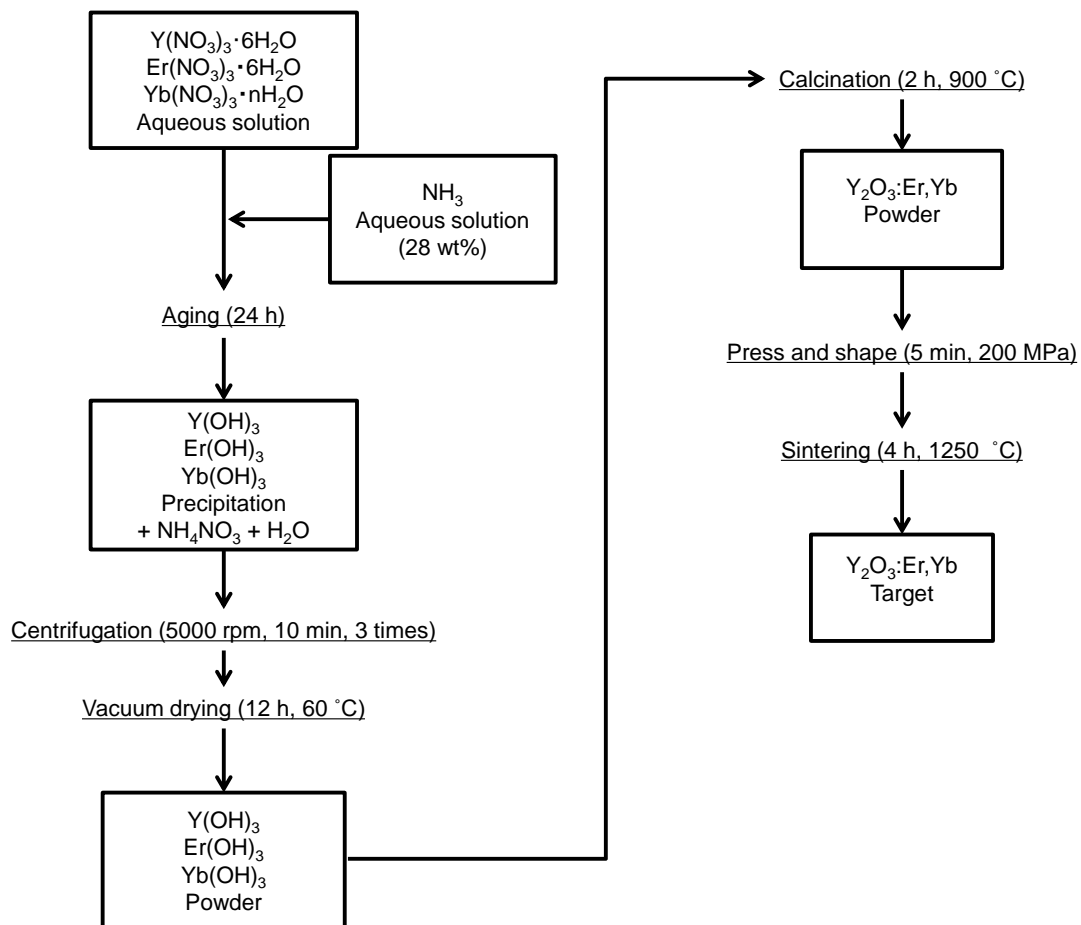 Y(NO₃)₃·6H₂O
Er(NO₃)₃·6H₂O
Yb(NO₃)₃·nH₂O
Aqueous solution
NH₃
Aqueous solution
(28 wt%)
Aging (24 h)
Y(OH)₃
Er(OH)₃
Yb(OH)₃
Precipitation
+ NH₄NO₃ + H₂O
Centrifugation (5000 rpm, 10 min, 3 times)
Vacuum drying (12 h, 60 ˚C)
Y(OH)₃
Er(OH)₃
Yb(OH)₃
Powder
Calcination (2 h, 900 ˚C)
Y₂O₃:Er,Yb
Powder
Press and shape (5 min, 200 MPa)
Sintering (4 h, 1250 ˚C)
Y₂O₃:Er,Yb
Target